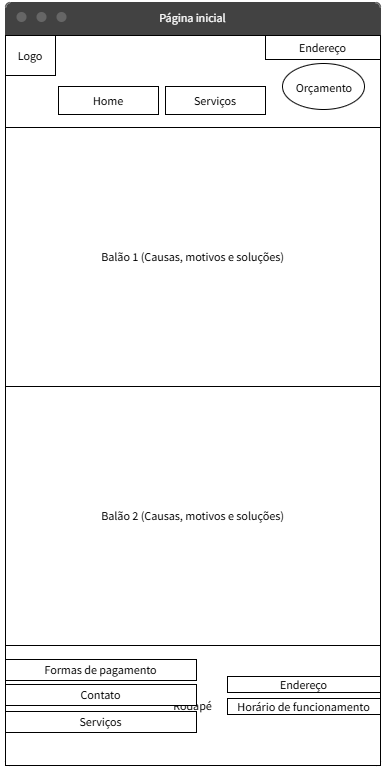 Página inicial
Logo
Endereço
Orçamento
Home
Serviços
Balão 1 (Causas, motivos e soluções)
Balão 2 (Causas, motivos e soluções)
Formas de pagamento
Contato
Serviços
Rodapé
Endereço
Horário de funcionamento